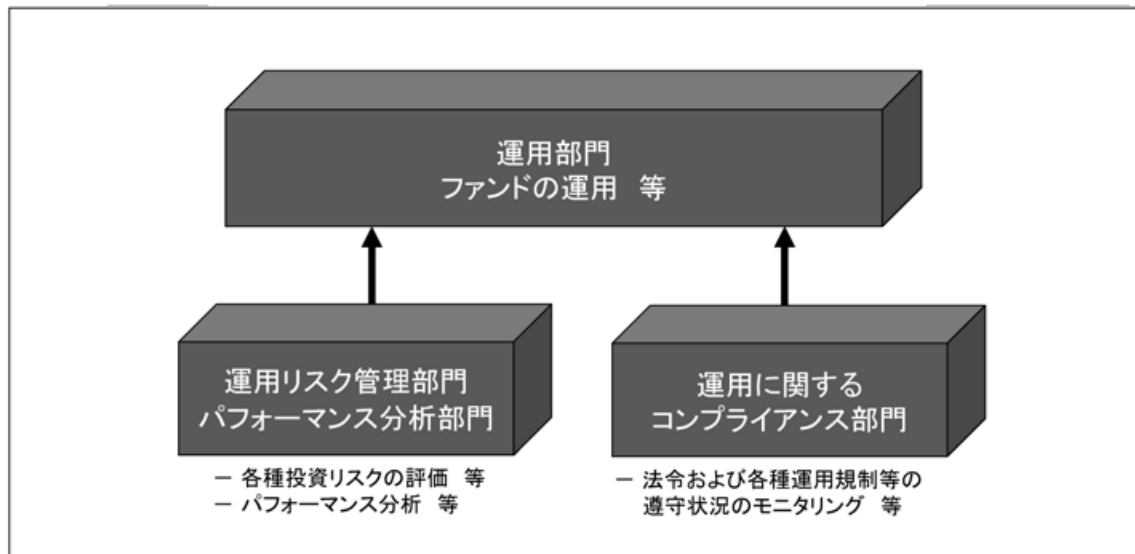 運用部門
ファンドの運用 等
運用リスク管理部門
パフォーマンス分析部門
－ 各種投資リスクの評価 等
－ パフォーマンス分析 等
運用に関する
コンプライアンス部門
－ 法令および各種運用規制等の
遵守状況のモニタリング 等